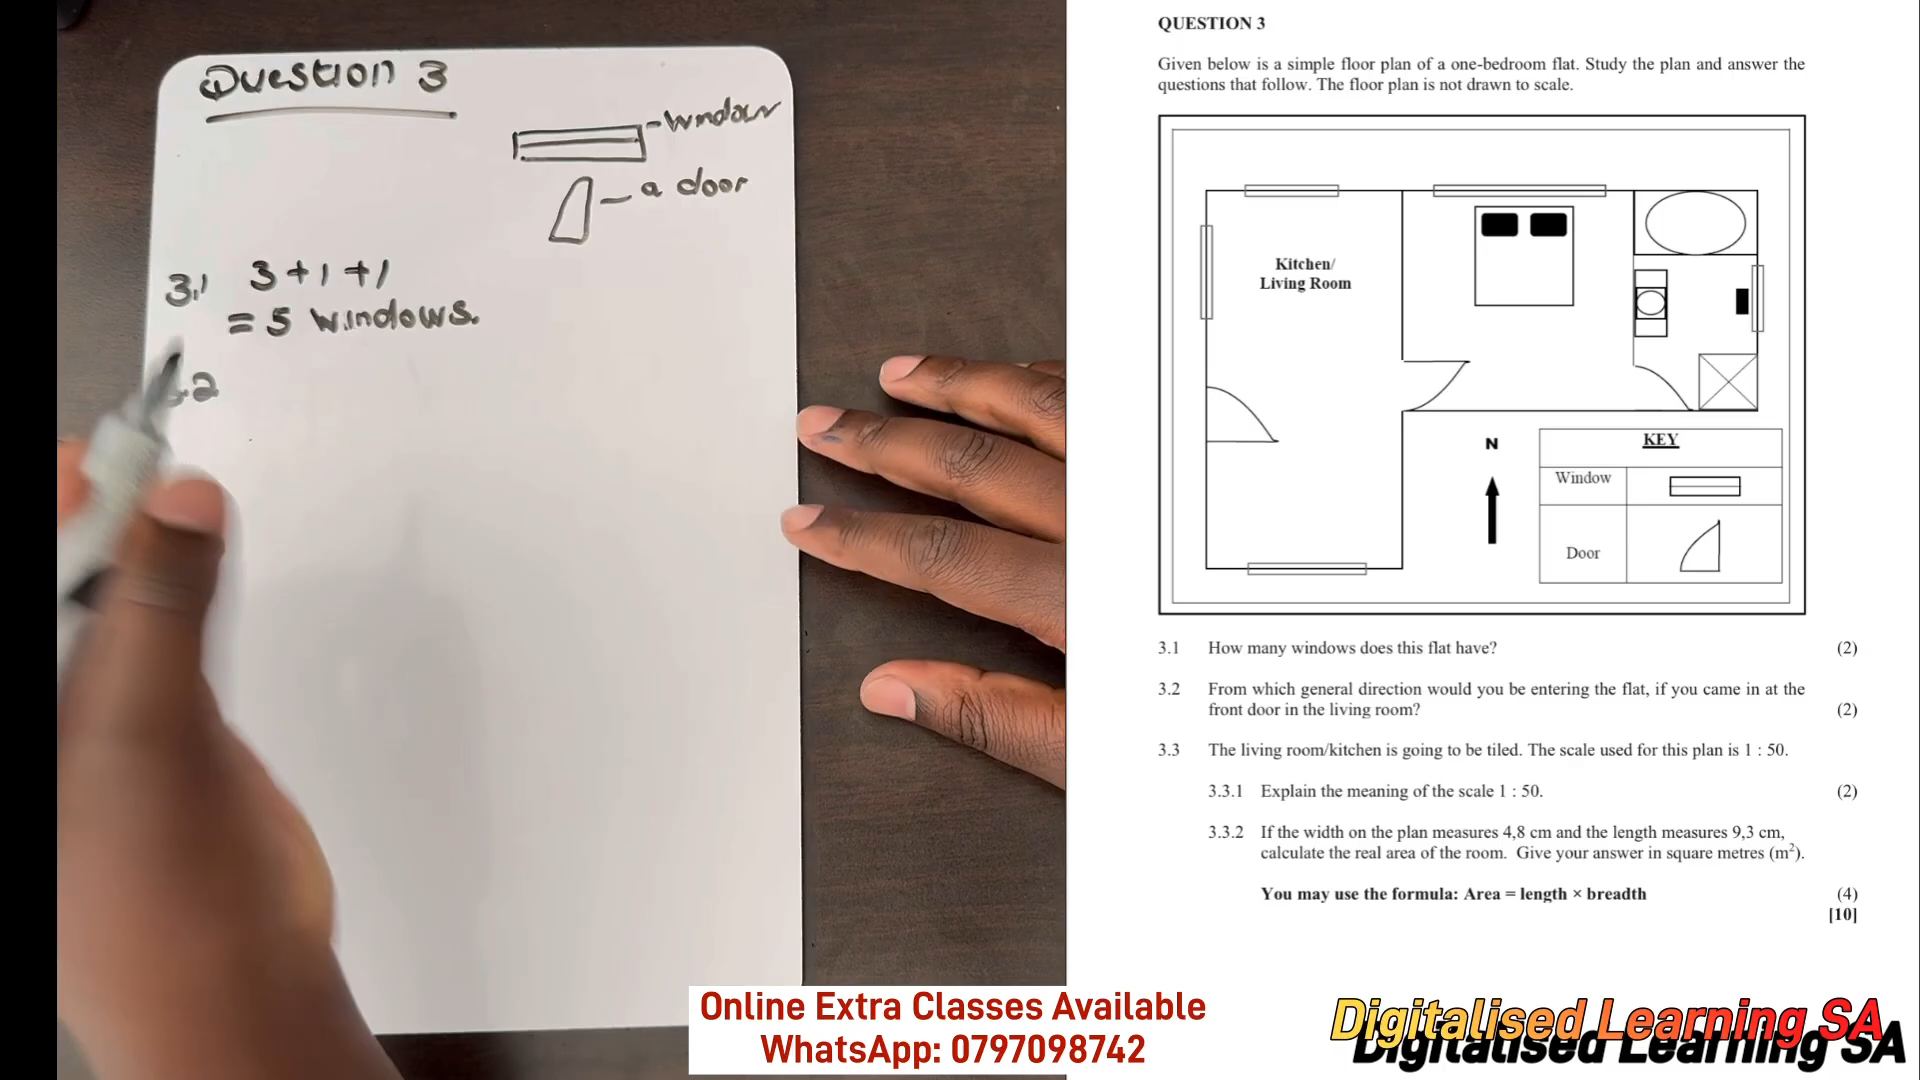 Question 3
-Window
- a door
3.1 3+1+1
= 5 windows.
.2
QUESTION 3
Given below is a simple floor plan of a one-bedroom flat. Study the plan and answer the
questions that follow. The floor plan is not drawn to scale.
Kitchen/
Living Room
N
KEY
Window
Door
3.1 How many windows does this flat have? (2)
3.2 From which general direction would you be entering the flat, if you came in at the
front door in the living room? (2)
3.3 The living room/kitchen is going to be tiled. The scale used for this plan is 1 : 50.
3.3.1 Explain the meaning of the scale 1 : 50. (2)
3.3.2 If the width on the plan measures 4,8 cm and the length measures 9,3 cm,
calculate the real area of the room. Give your answer in square metres (m²).
You may use the formula: Area = length × breadth (4)
[10]
Online Extra Classes Available
WhatsApp: 0797098742
Digitalised Learning SA